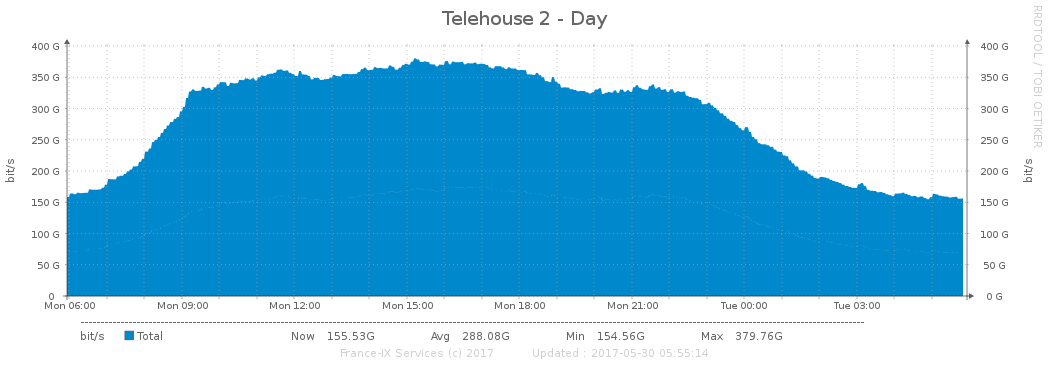 Telehouse 2 - Day
RRDTOOL / TOBI OETIKER
400 G 400 G
350 G 350 G
300 G 300 G
250 G 250 G
200 G 200 G
150 G 150 G
100 G 100 G
50 G 50 G
0 0 G
bit/s bit/s
Mon 06:00 Mon 09:00 Mon 12:00 Mon 15:00 Mon 18:00 Mon 21:00 Tue 00:00 Tue 03:00
bit/s Total Now 155.53G Avg 288.08G Min 154.56G Max 379.76G
France-IX Services (c) 2017 Updated : 2017-05-30 05:55:14